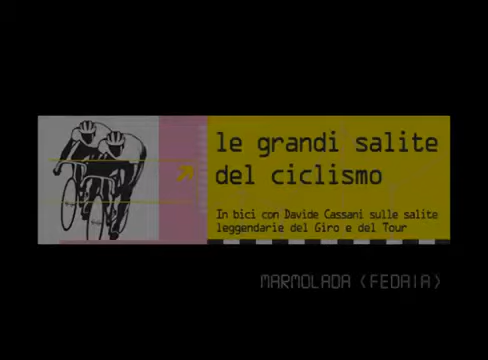 le grandi salite
del ciclismo
In bici con Davide Cassani sulle salite
leggendarie del Giro e del Tour
MARMOLADA (FEDAIA)